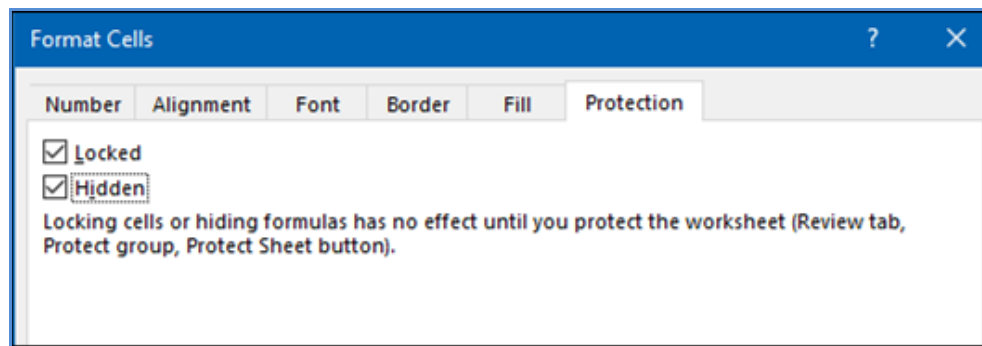 Format Cells ?
Number Alignment Font Border Fill Protection
Locked
Hidden
Locking cells or hiding formulas has no effect until you protect the worksheet (Review tab,
Protect group, Protect Sheet button).